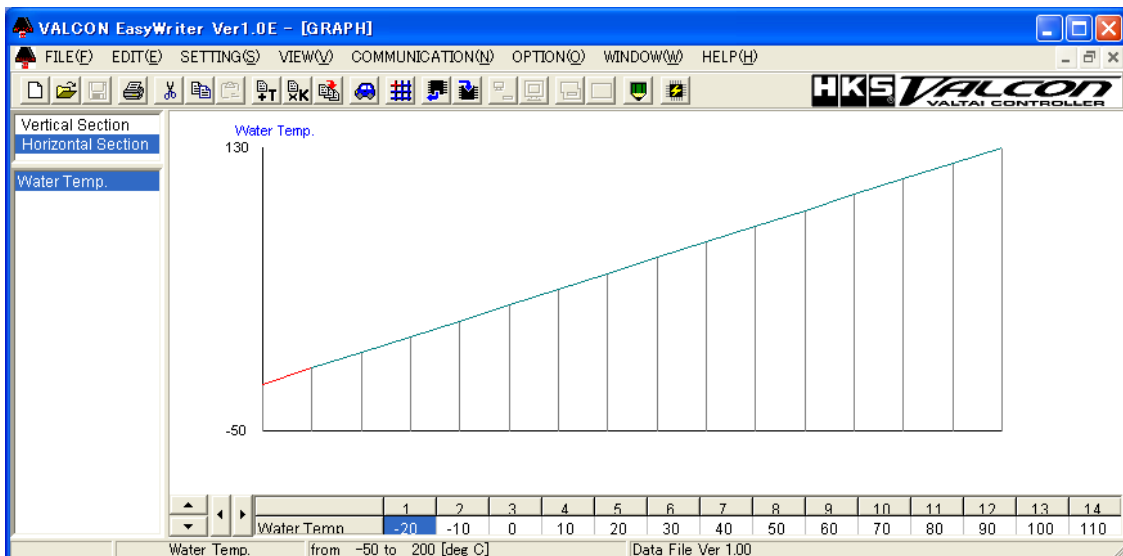 VALCON EasyWriter Ver1.0E - [GRAPH]
FILE(F) EDIT(E) SETTING(S) VIEW(V) COMMUNICATION(N) OPTION(O) WINDOW(W) HELP(H)
+T xK HKS VALCON
VALTAI CONTROLLER
Vertical Section
Horizontal Section
Water Temp.
Water Temp.
130
-50
1 2 3 4 5 6 7 8 9 10 11 12 13 14
Water Temp -20 -10 0 10 20 30 40 50 60 70 80 90 100 110
Water Temp. from -50 to 200 [deg C] Data File Ver 1.00